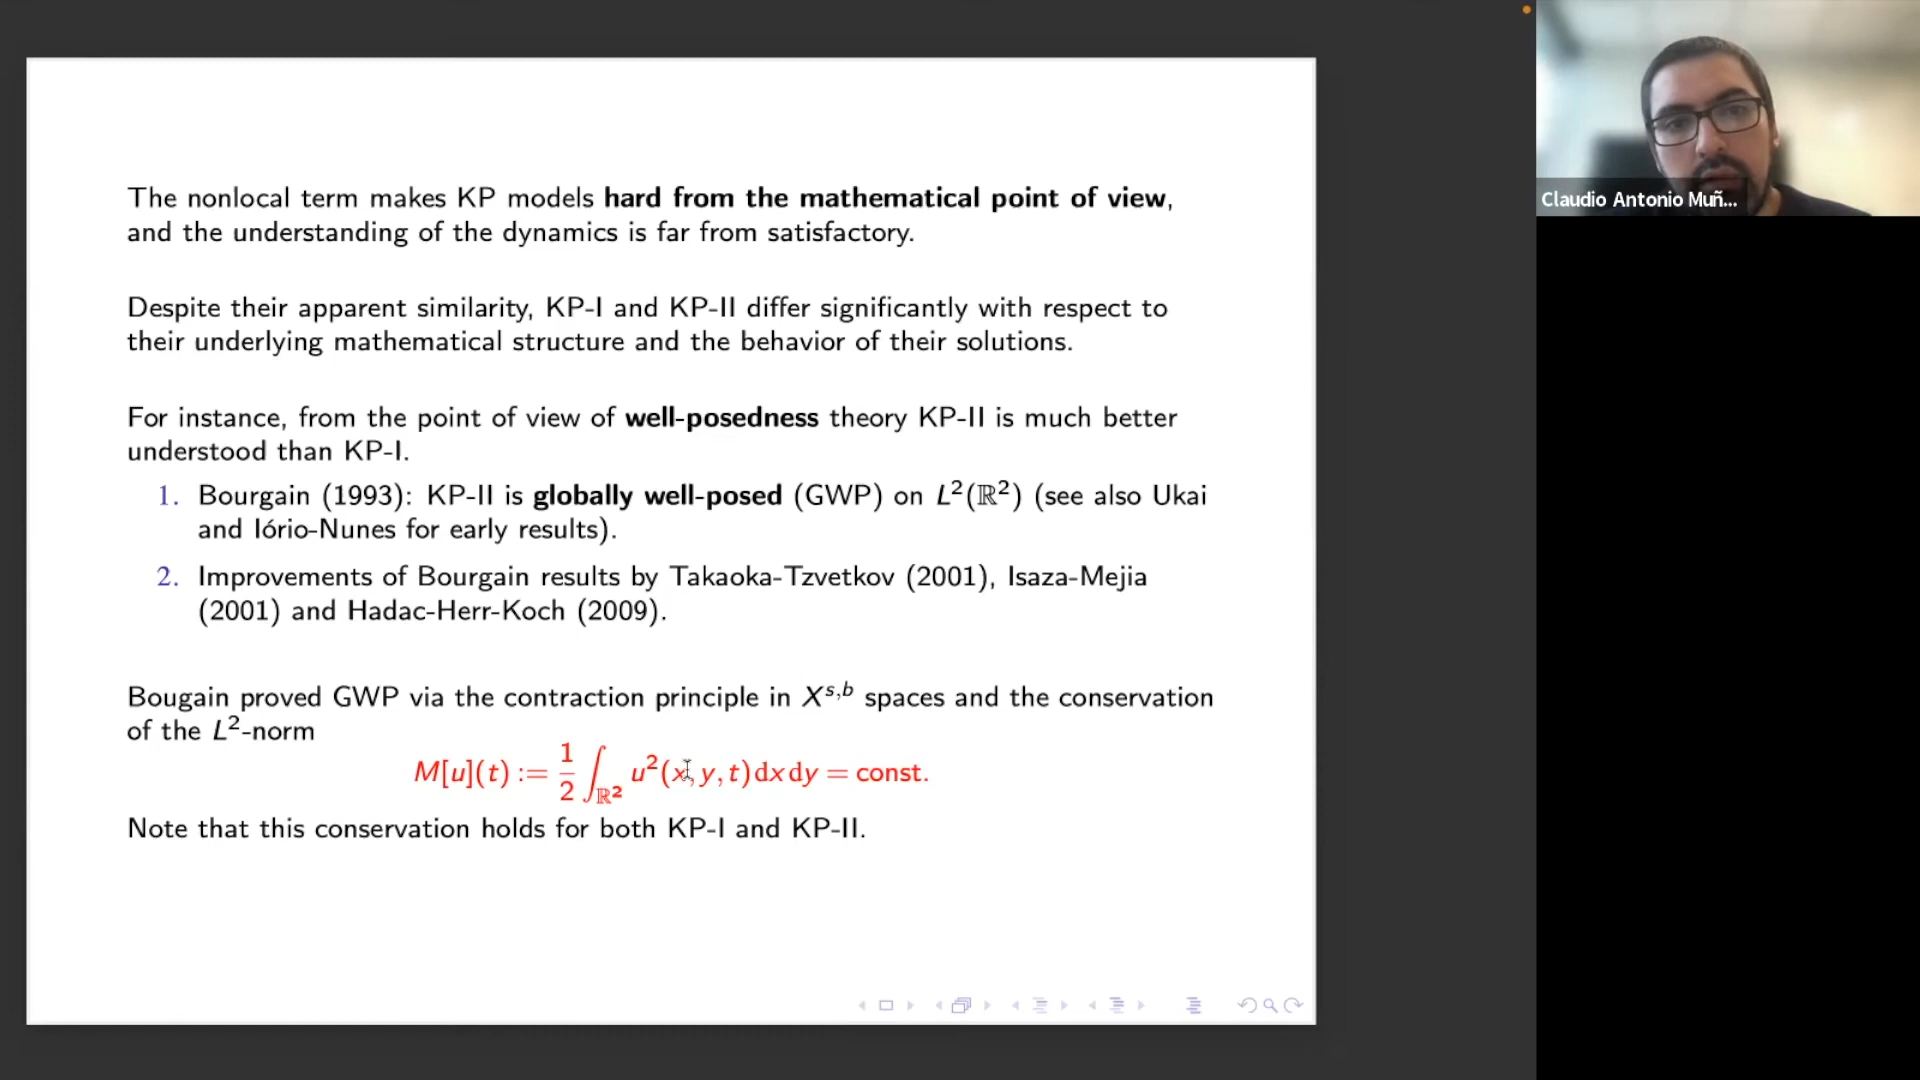 The nonlocal term makes KP models hard from the mathematical point of view,
and the understanding of the dynamics is far from satisfactory.
Despite their apparent similarity, KP-I and KP-II differ significantly with respect to
their underlying mathematical structure and the behavior of their solutions.
For instance, from the point of view of well-posedness theory KP-II is much better
understood than KP-I.
1. Bourgain (1993): KP-II is globally well-posed (GWP) on L²(ℝ²) (see also Ukai
and Iório-Nunes for early results).
2. Improvements of Bourgain results by Takaoka-Tzvetkov (2001), Isaza-Mejia
(2001) and Hadac-Herr-Koch (2009).
Bougain proved GWP via the contraction principle in X^{s,b} spaces and the conservation
of the L²-norm
M[u](t) := 1/2 ∫_{ℝ²} u²(x, y, t)dxdy = const.
Note that this conservation holds for both KP-I and KP-II.
Claudio Antonio Muñ...